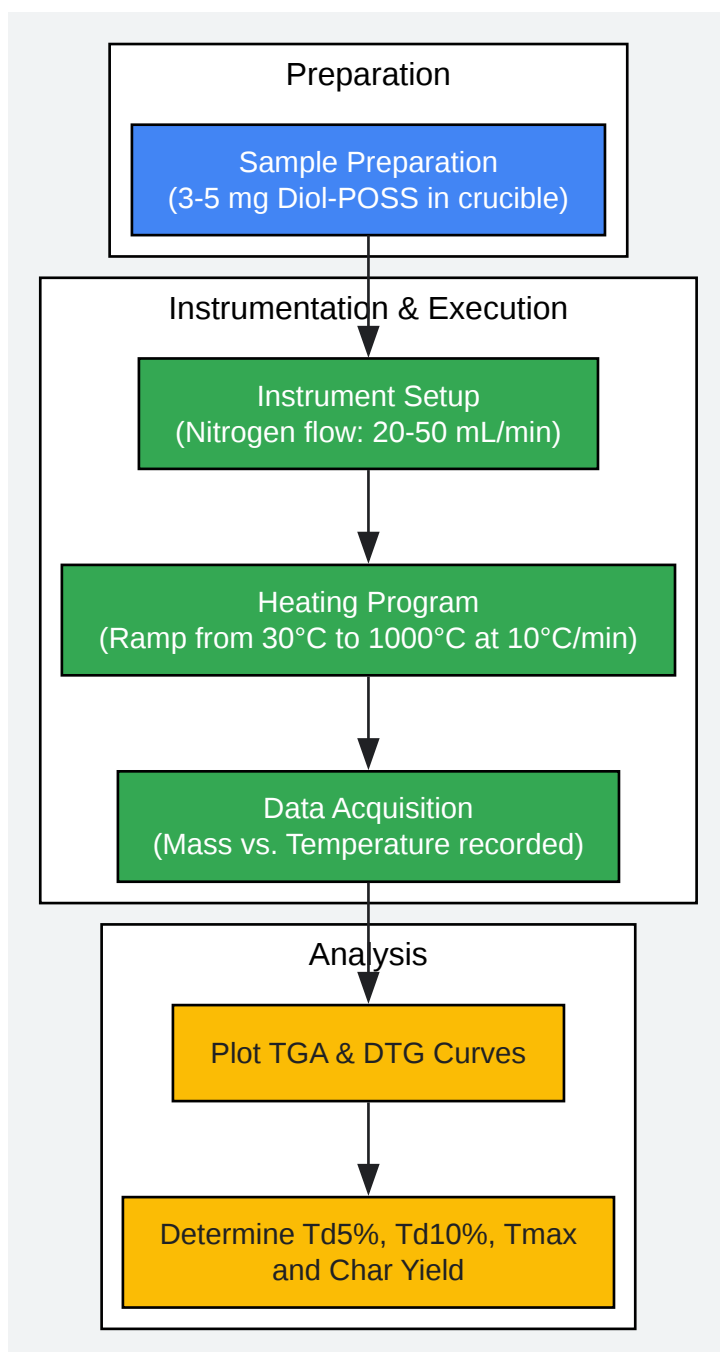 Preparation
Sample Preparation
(3-5 mg Diol-POSS in crucible)
Instrumentation & Execution
Instrument Setup
(Nitrogen flow: 20-50 mL/min)
Heating Program
(Ramp from 30°C to 1000°C at 10°C/min)
Data Acquisition
(Mass vs. Temperature recorded)
Analysis
Plot TGA & DTG Curves
Determine Td5%, Td10%, Tmax
and Char Yield